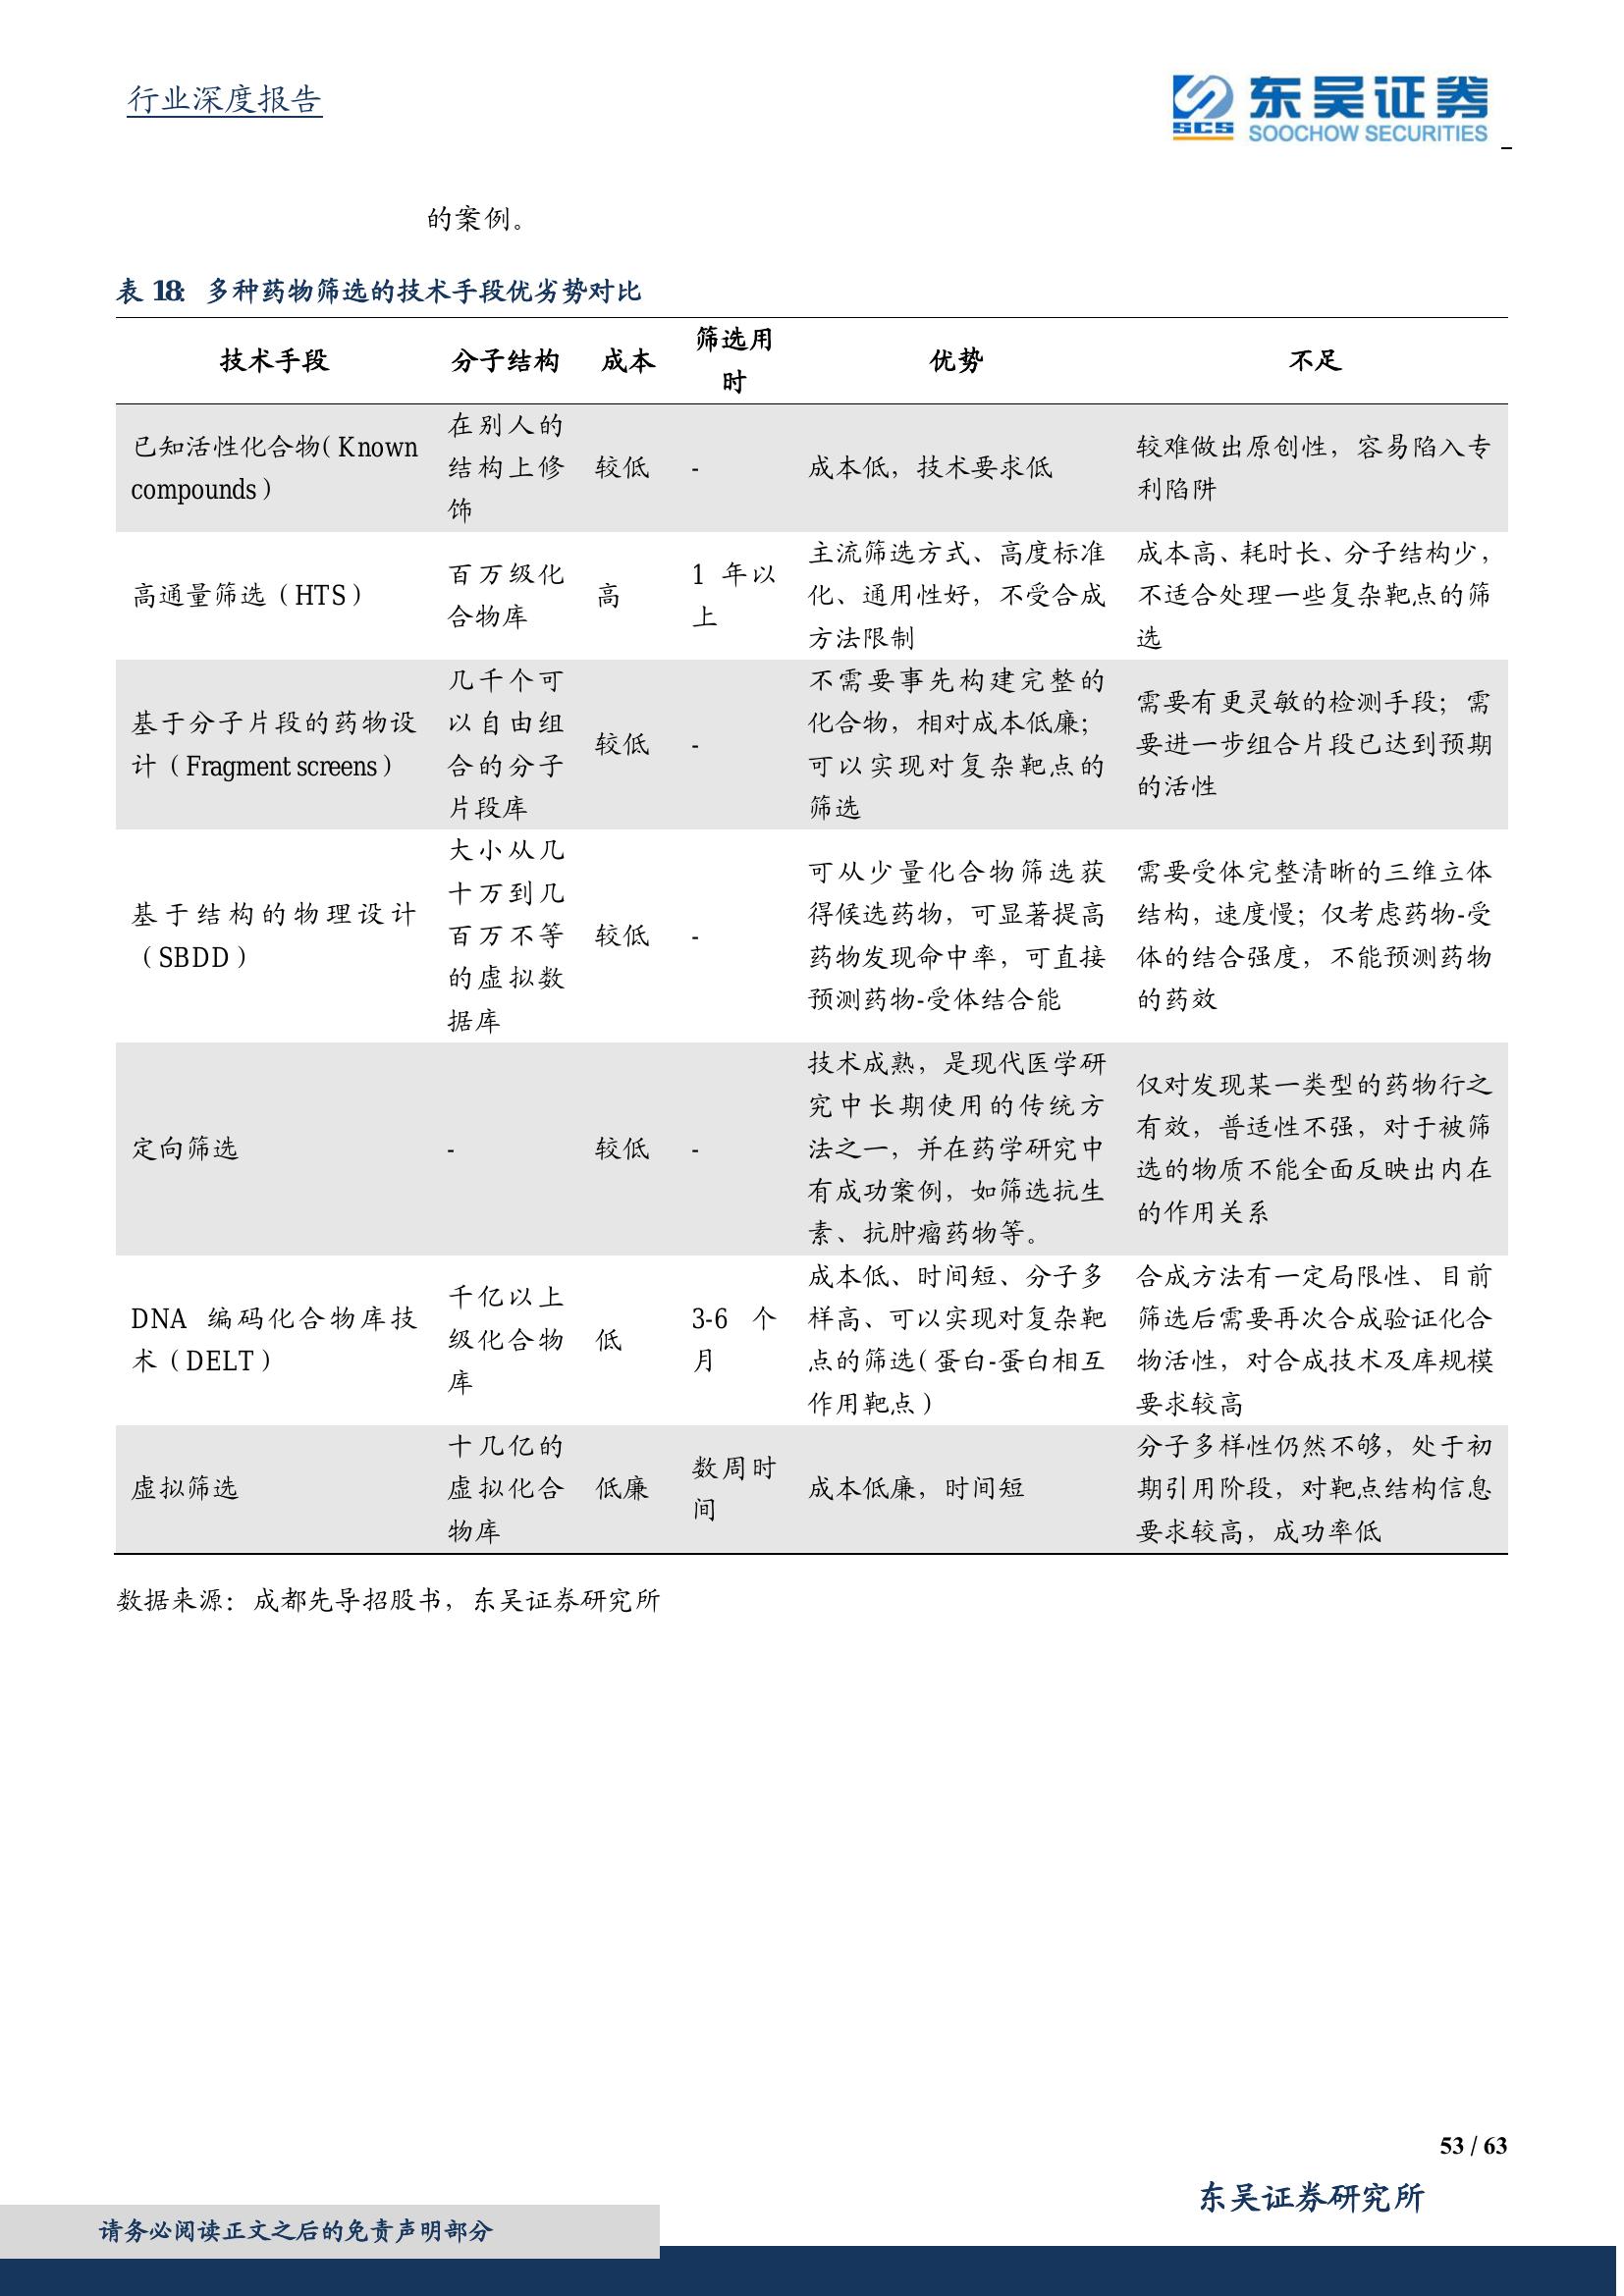 行业深度报告
东吴证券
SCS
SOOCHOW SECURITIES
的案例。
表 18: 多种药物筛选的技术手段优劣势对比
技术手段 分子结构 成本 筛选用时 优势 不足
已知活性化合物(Known
compounds)
在别人的
结构上修
饰
较低
-
成本低，技术要求低
较难做出原创性，容易陷入专
利陷阱
高通量筛选（HTS）
百万级化
合物库
高
1 年以
上
主流筛选方式、高度标准
化、通用性好，不受合成
方法限制
成本高、耗时长、分子结构少，
不适合处理一些复杂靶点的筛
选
基于分子片段的药物设
计（Fragment screens）
几千个可
以自由组
合的分子
片段库
较低
-
不需要事先构建完整的
化合物，相对成本低廉；
可以实现对复杂靶点的
筛选
需要有更灵敏的检测手段；需
要进一步组合片段已达到预期
的活性
基于结构的物理设计
（SBDD）
大小从几
十万到几
百万不等
的虚拟数
据库
较低
-
可从少量化合物筛选获
得候选药物，可显著提高
药物发现命中率，可直接
预测药物-受体结合能
需要受体完整清晰的三维立体
结构，速度慢；仅考虑药物-受
体的结合强度，不能预测药物
的药效
定向筛选
-
较低
-
技术成熟，是现代医学研
究中长期使用的传统方
法之一，并在药学研究中
有成功案例，如筛选抗生
素、抗肿瘤药物等。
仅对发现某一类型的药物行之
有效，普适性不强，对于被筛
选的物质不能全面反映出内在
的作用关系
DNA 编码化合物库技
术（DELT）
千亿以上
级化合物
库
低
3-6 个
月
成本低、时间短、分子多
样高、可以实现对复杂靶
点的筛选(蛋白-蛋白相互
作用靶点)
合成方法有一定局限性、目前
筛选后需要再次合成验证化合
物活性，对合成技术及库规模
要求较高
虚拟筛选
十几亿的
虚拟化合
物库
低廉
数周时
间
成本低廉，时间短
分子多样性仍然不够，处于初
期引用阶段，对靶点结构信息
要求较高，成功率低
数据来源：成都先导招股书，东吴证券研究所
53 / 63
东吴证券研究所
请务必阅读正文之后的免责声明部分